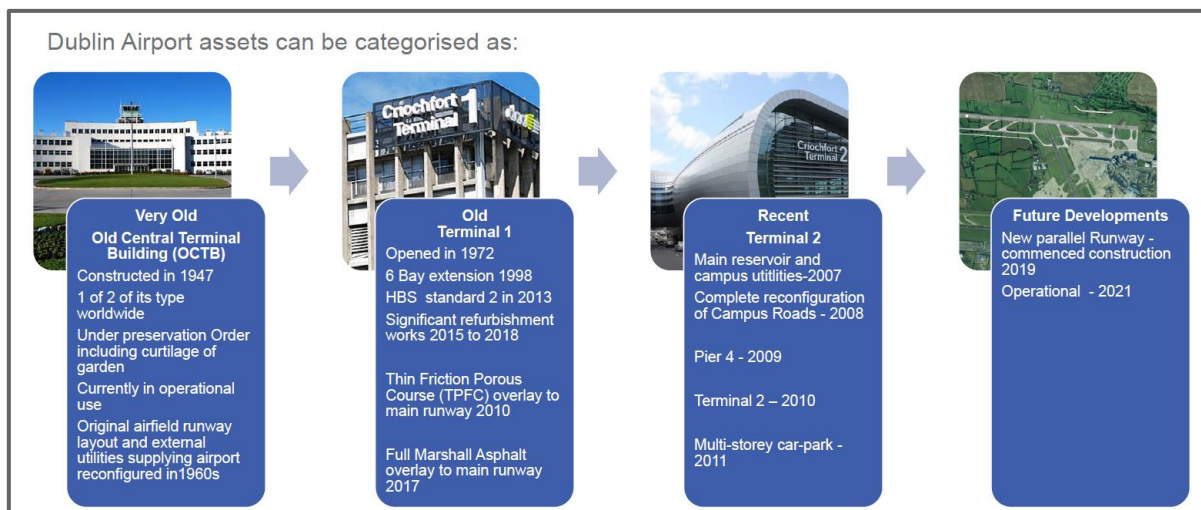 Dublin Airport assets can be categorised as:
Criochfort
Terminal 1
Criochfort
Terminal 2
Very Old
Old Central Terminal
Building (OCTB)
Constructed in 1947
1 of 2 of its type
worldwide
Under preservation Order
including curtilage of
garden
Currently in operational
use
Original airfield runway
layout and external
utilities supplying airport
reconfigured in1960s
Old
Terminal 1
Opened in 1972
6 Bay extension 1998
HBS standard 2 in 2013
Significant refurbishment
works 2015 to 2018
Thin Friction Porous
Course (TPFC) overlay to
main runway 2010
Full Marshall Asphalt
overlay to main runway
2017
Recent
Terminal 2
Main reservoir and
campus utitlities-2007
Complete reconfiguration
of Campus Roads - 2008
Pier 4 - 2009
Terminal 2 – 2010
Multi-storey car-park -
2011
Future Developments
New parallel Runway -
commenced construction
2019
Operational - 2021